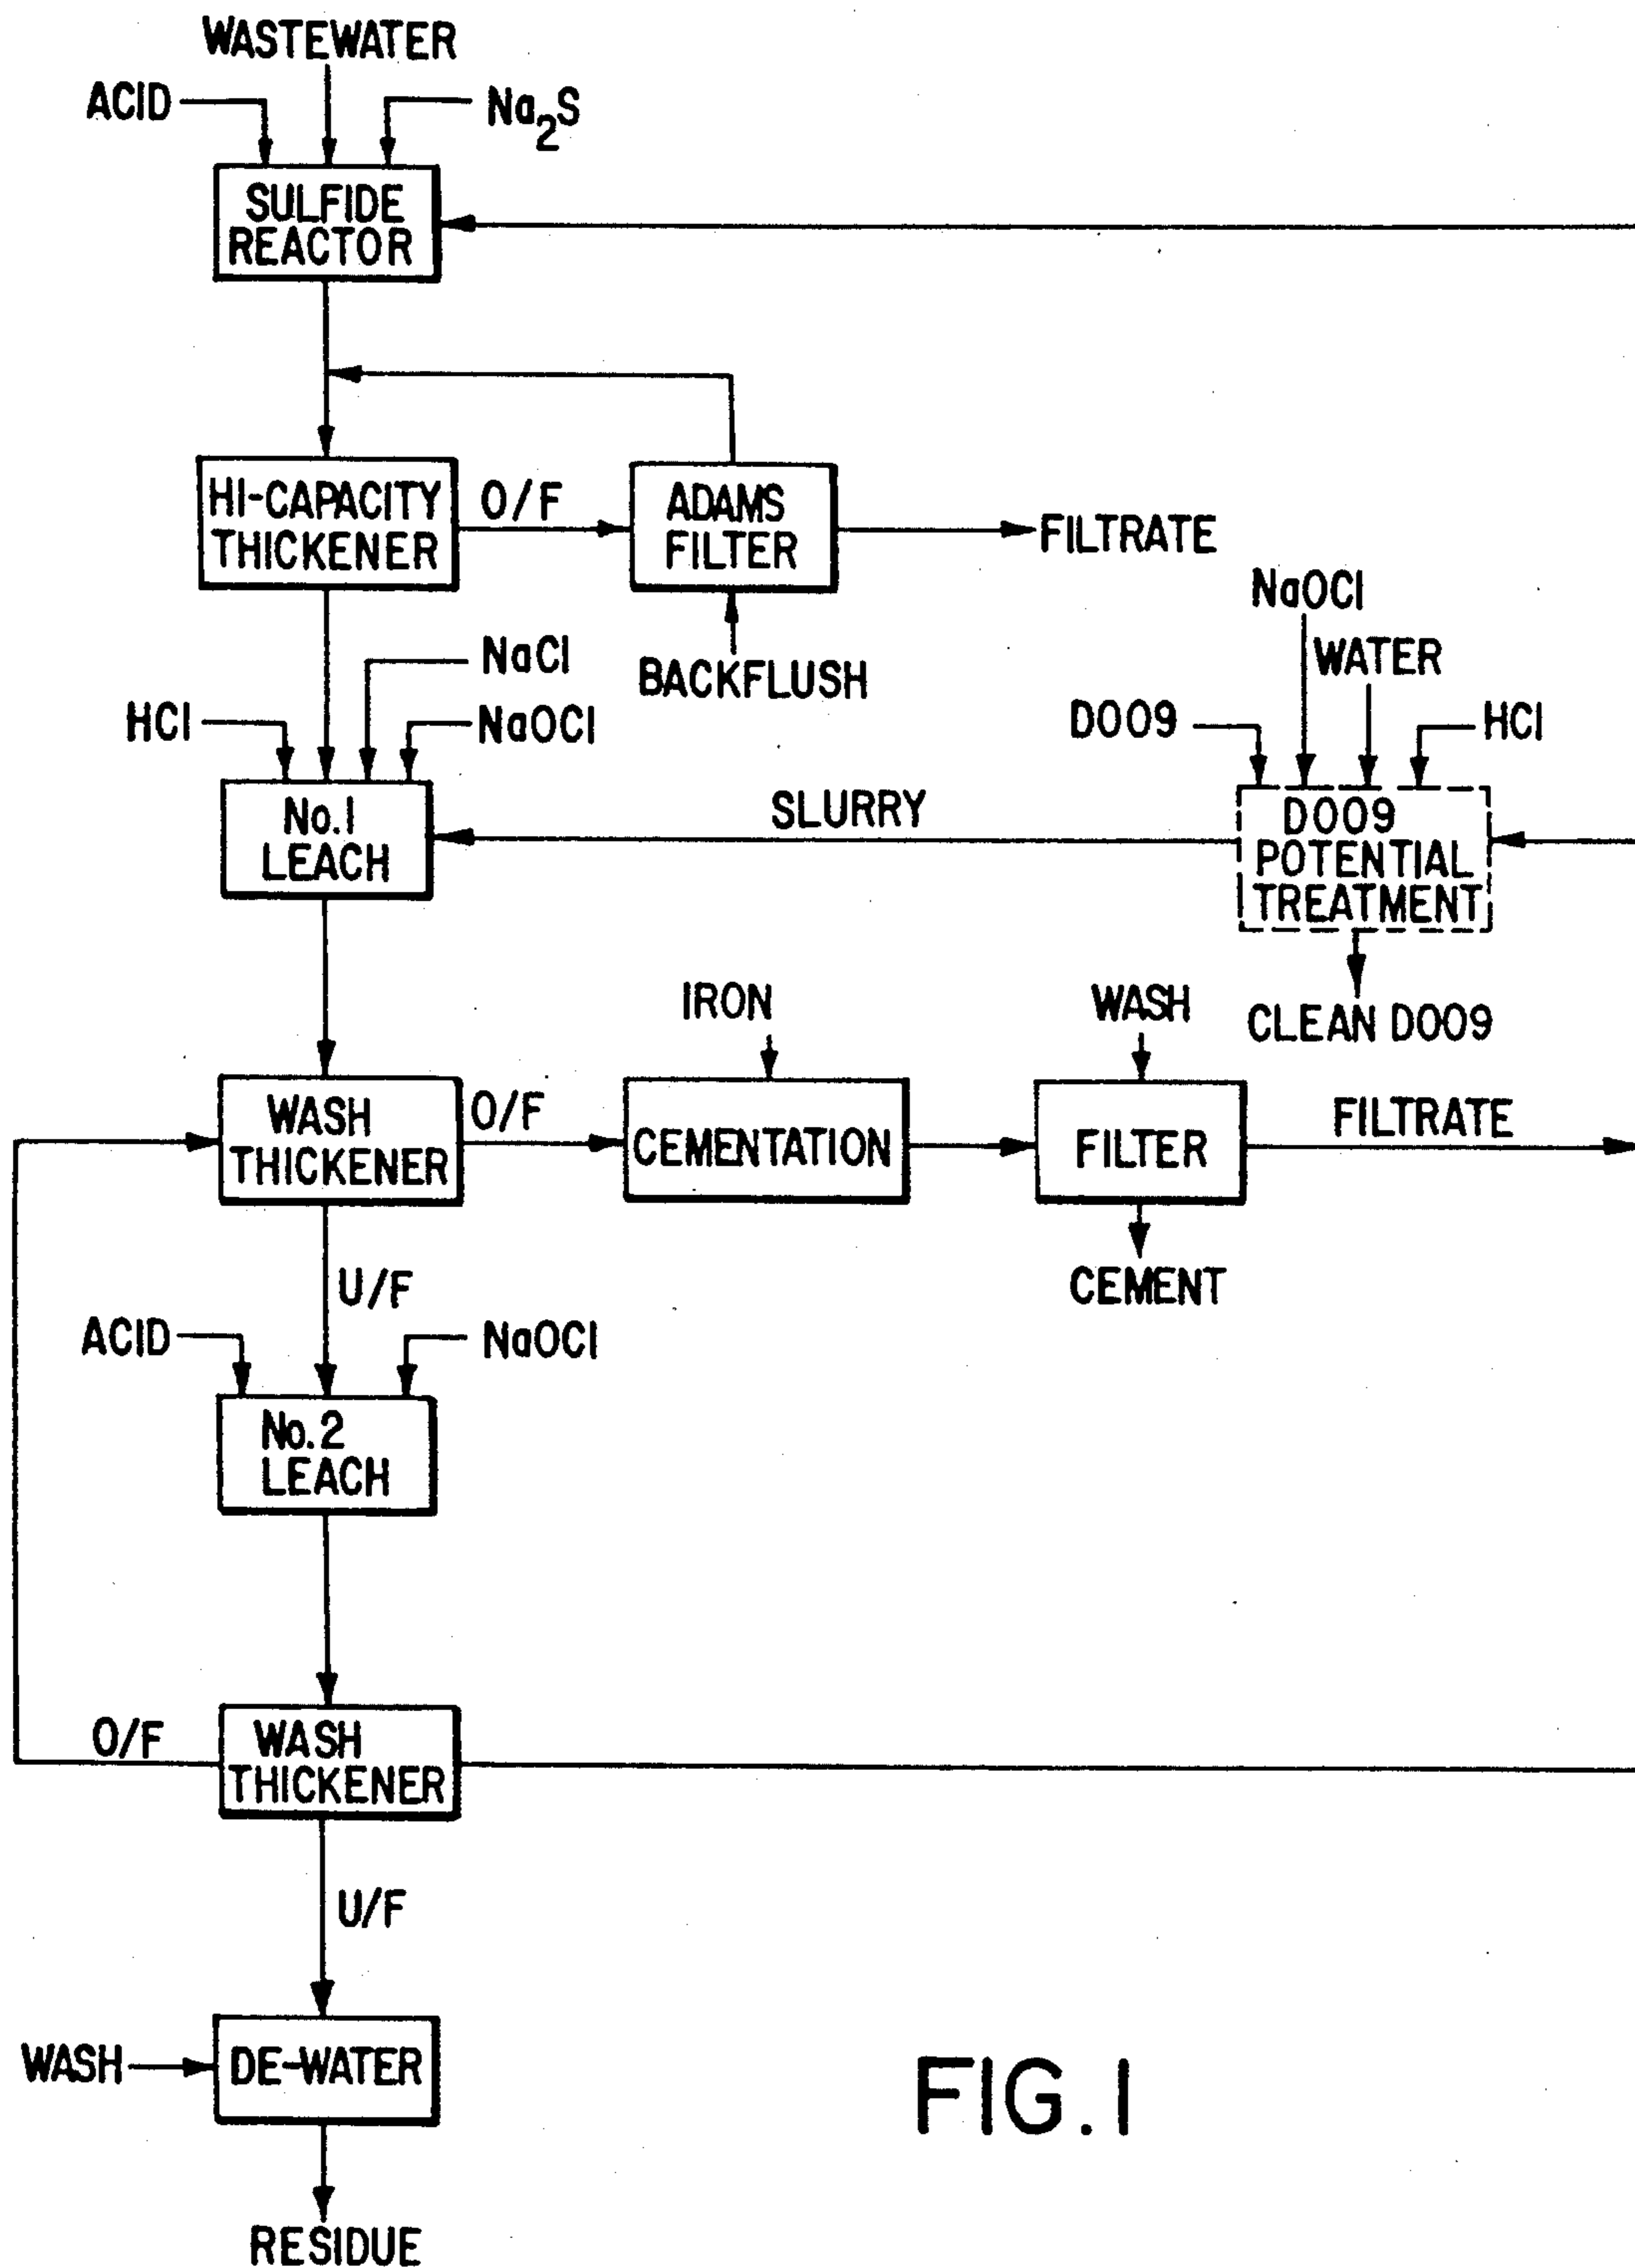 WASTEWATER
ACID
Na2S
SULFIDE
REACTOR
HI-CAPACITY
THICKENER
O/F
ADAMS
FILTER
FILTRATE
BACKFLUSH
NaCl
HCl
NaOCl
NaOCl
WATER
D009
HCl
No.1
LEACH
SLURRY
D009
POTENTIAL
TREATMENT
CLEAN D009
IRON
WASH
WASH
THICKENER
O/F
CEMENTATION
FILTER
FILTRATE
CEMENT
U/F
ACID
NaOCl
No.2
LEACH
O/F
WASH
THICKENER
U/F
WASH
DE-WATER
RESIDUE
FIG. 1